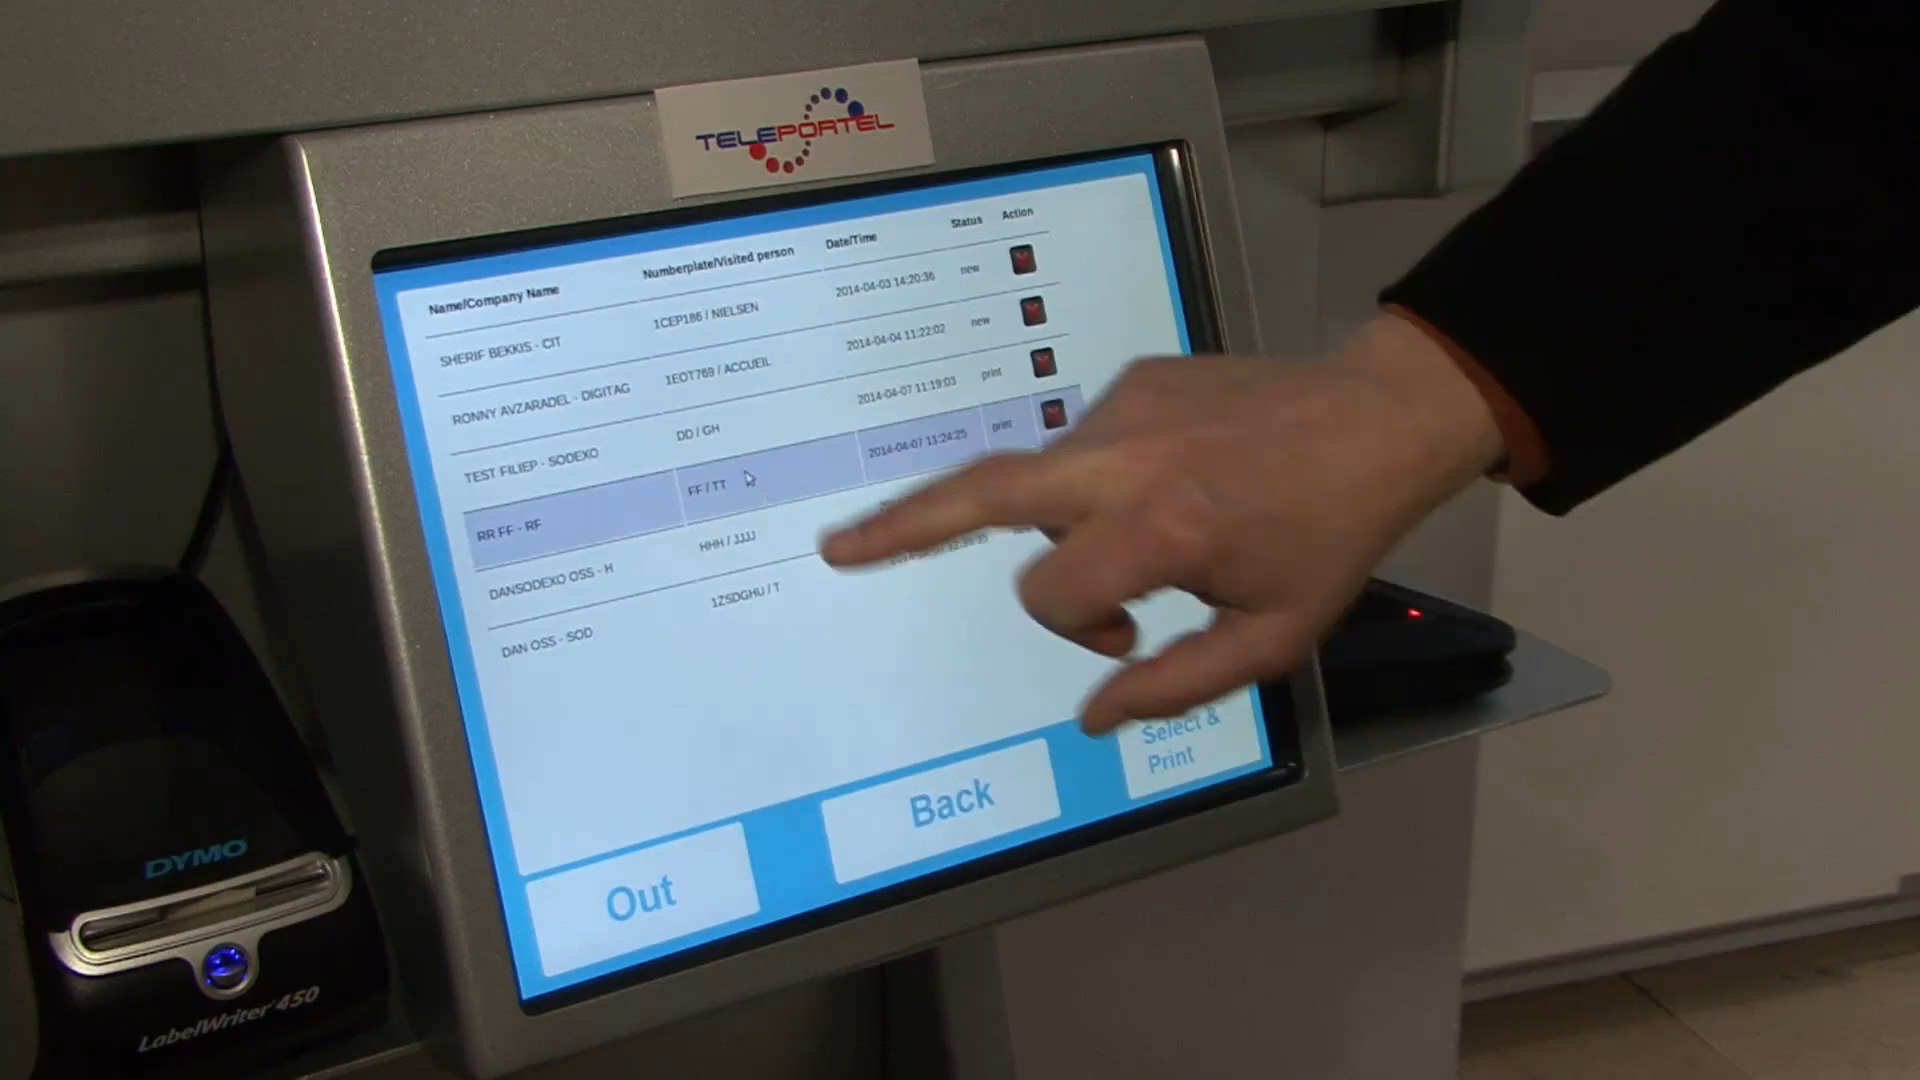 TELEPORTEL
Name/Company Name Numberplate/Visited person Date/Time Status Action
SHERIF BEKKIS - CIT 1CEP186 / NIELSEN 2014-04-03 14:20:36 new
RONNY AVZARADEL - DIGITAG 1EOT769 / ACCUEIL 2014-04-04 11:22:02 new
TEST FILIEP - SODEXO DD / GH 2014-04-07 11:19:03 print
RR FF - RF FF / TT 2014-04-07 11:24:25 print
DANSODEXO OSS - H HHH / JJJJ
DAN OSS - SOD 1ZSDGHU / T
Out
Back
Select &
Print
DYMO
LabelWriter 450